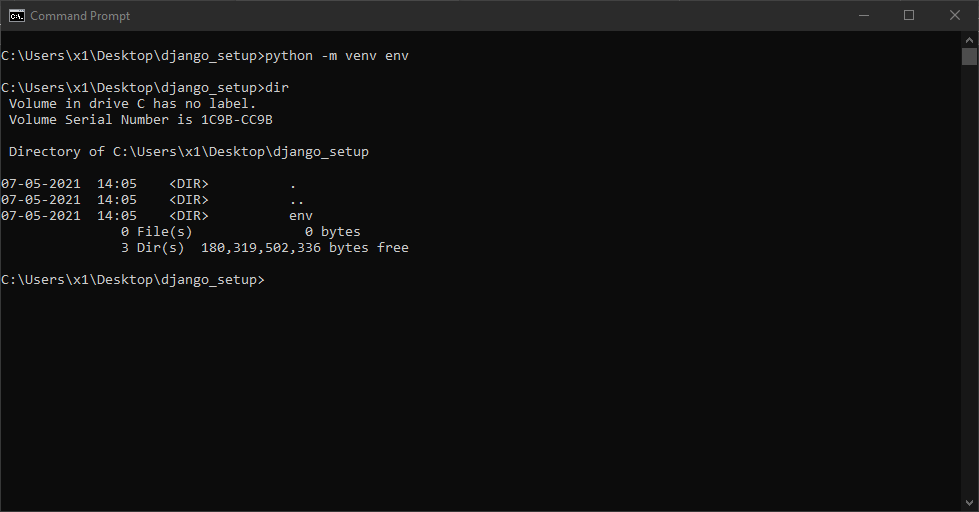 Command Prompt
C:\Users\x1\Desktop\django_setup>python -m venv env
C:\Users\x1\Desktop\django_setup>dir
 Volume in drive C has no label.
 Volume Serial Number is 1C9B-CC9B
 Directory of C:\Users\x1\Desktop\django_setup
07-05-2021  14:05    <DIR>          .
07-05-2021  14:05    <DIR>          ..
07-05-2021  14:05    <DIR>          env
               0 File(s)              0 bytes
               3 Dir(s)  180,319,502,336 bytes free
C:\Users\x1\Desktop\django_setup>